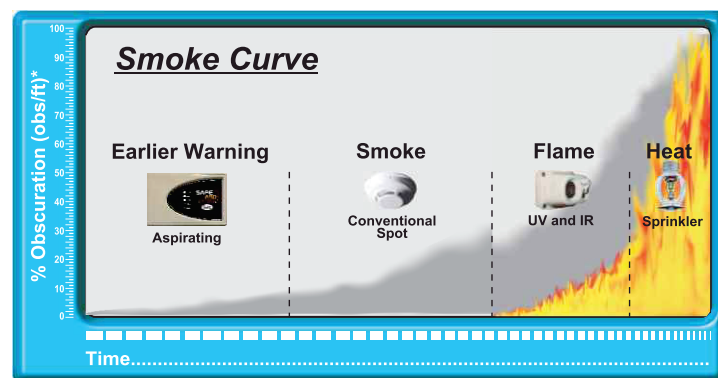 Smoke Curve
% Obscuration (obs/ft)*
100
90
80
70
60
50
40
30
20
10
0
Earlier Warning
Smoke
Flame
Heat
SAFE
Aspirating
Conventional
Spot
UV and IR
Sprinkler
Time...............................................................................................